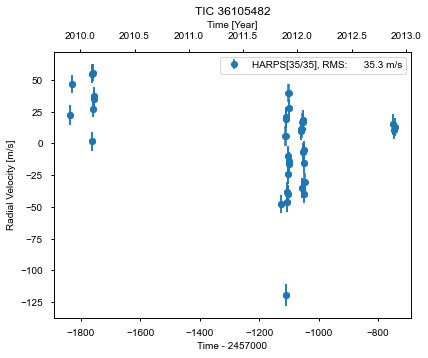 TIC 36105482
Time [Year]
2010.0 2010.5 2011.0 2011.5 2012.0 2012.5 2013.0
HARPS[35/35], RMS: 35.3 m/s
Radial Velocity [m/s]
50
25
0
−25
−50
−75
−100
−125
−1800 −1600 −1400 −1200 −1000 −800
Time - 2457000